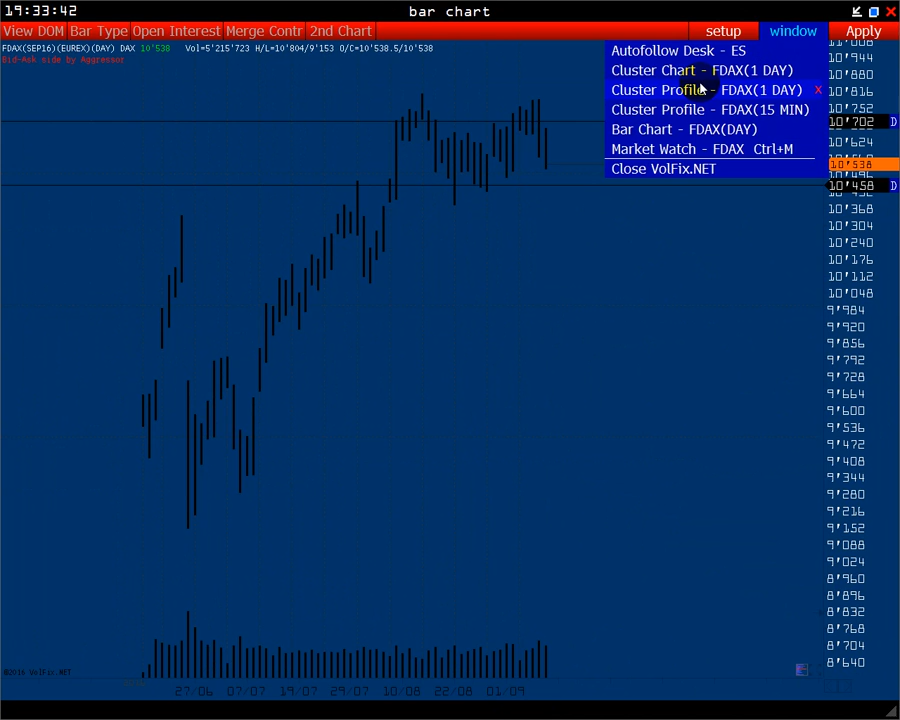 19:33:42
bar chart
View DOM Bar Type Open Interest Merge Contr 2nd Chart
setup window Apply
FDAX(SEP16)(EUREX)(DAY) DAX 10'538 Vol=5'215'723 H/L=10'804/9'153 O/C=10'538.5/10'538
Bid-Ask side by Aggressor
Autofollow Desk - ES
Cluster Chart - FDAX(1 DAY)
Cluster Profile - FDAX(1 DAY) x
Cluster Profile - FDAX(15 MIN)
Bar Chart - FDAX(DAY)
Market Watch - FDAX Ctrl+M
Close VolFix.NET
10'944
10'880
10'816
10'752
10'702 D
10'624
10'538
10'458 D
10'368
10'304
10'240
10'176
10'112
10'048
9'984
9'920
9'856
9'792
9'728
9'664
9'600
9'536
9'472
9'408
9'344
9'280
9'216
9'152
9'088
9'024
8'960
8'896
8'832
8'768
8'704
8'640
©2016 VolFix.NET
27/06 07/07 19/07 29/07 10/08 22/08 01/09